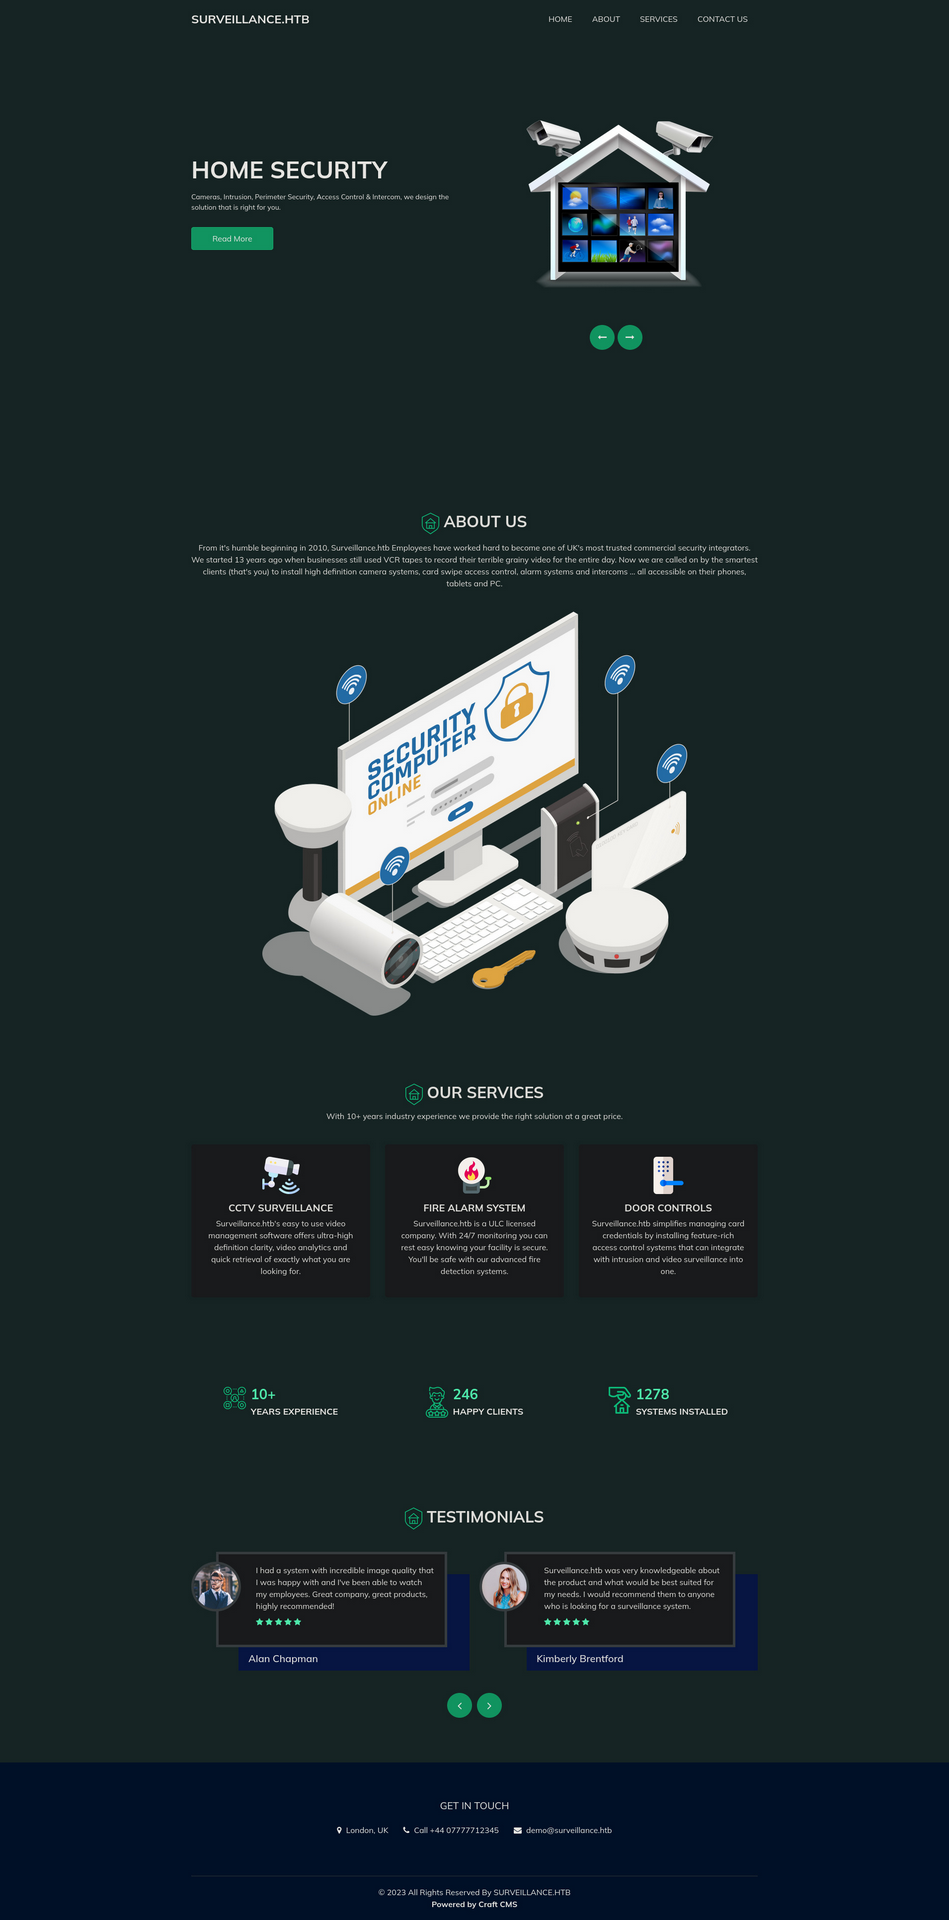 SURVEILLANCE.HTB
HOME ABOUT SERVICES CONTACT US
HOME SECURITY
Cameras, Intrusion, Perimeter Security, Access Control & Intercom, we design the
solution that is right for you.
Read More
ABOUT US
From it's humble beginning in 2010, Surveillance.htb Employees have worked hard to become one of UK's most trusted commercial security integrators.
We started 13 years ago when businesses still used VCR tapes to record their terrible grainy video for the entire day. Now we are called on by the smartest
clients (that's you) to install high definition camera systems, card swipe access control, alarm systems and intercoms ... all accessible on their phones,
tablets and PC.
SECURITY
COMPUTER
ONLINE
OUR SERVICES
With 10+ years industry experience we provide the right solution at a great price.
CCTV SURVEILLANCE
Surveillance.htb's easy to use video
management software offers ultra-high
definition clarity, video analytics and
quick retrieval of exactly what you are
looking for.
FIRE ALARM SYSTEM
Surveillance.htb is a ULC licensed
company. With 24/7 monitoring you can
rest easy knowing your facility is secure.
You'll be safe with our advanced fire
detection systems.
DOOR CONTROLS
Surveillance.htb simplifies managing card
credentials by installing feature-rich
access control systems that can integrate
with intrusion and video surveillance into
one.
10+
YEARS EXPERIENCE
246
HAPPY CLIENTS
1278
SYSTEMS INSTALLED
TESTIMONIALS
I had a system with incredible image quality that
I was happy with and I've been able to watch
my employees. Great company, great products,
highly recommended!
Alan Chapman
Surveillance.htb was very knowledgeable about
the product and what would be best suited for
my needs. I would recommend them to anyone
who is looking for a surveillance system.
Kimberly Brentford
GET IN TOUCH
London, UK Call +44 07777712345 demo@surveillance.htb
© 2023 All Rights Reserved By SURVEILLANCE.HTB
Powered by Craft CMS